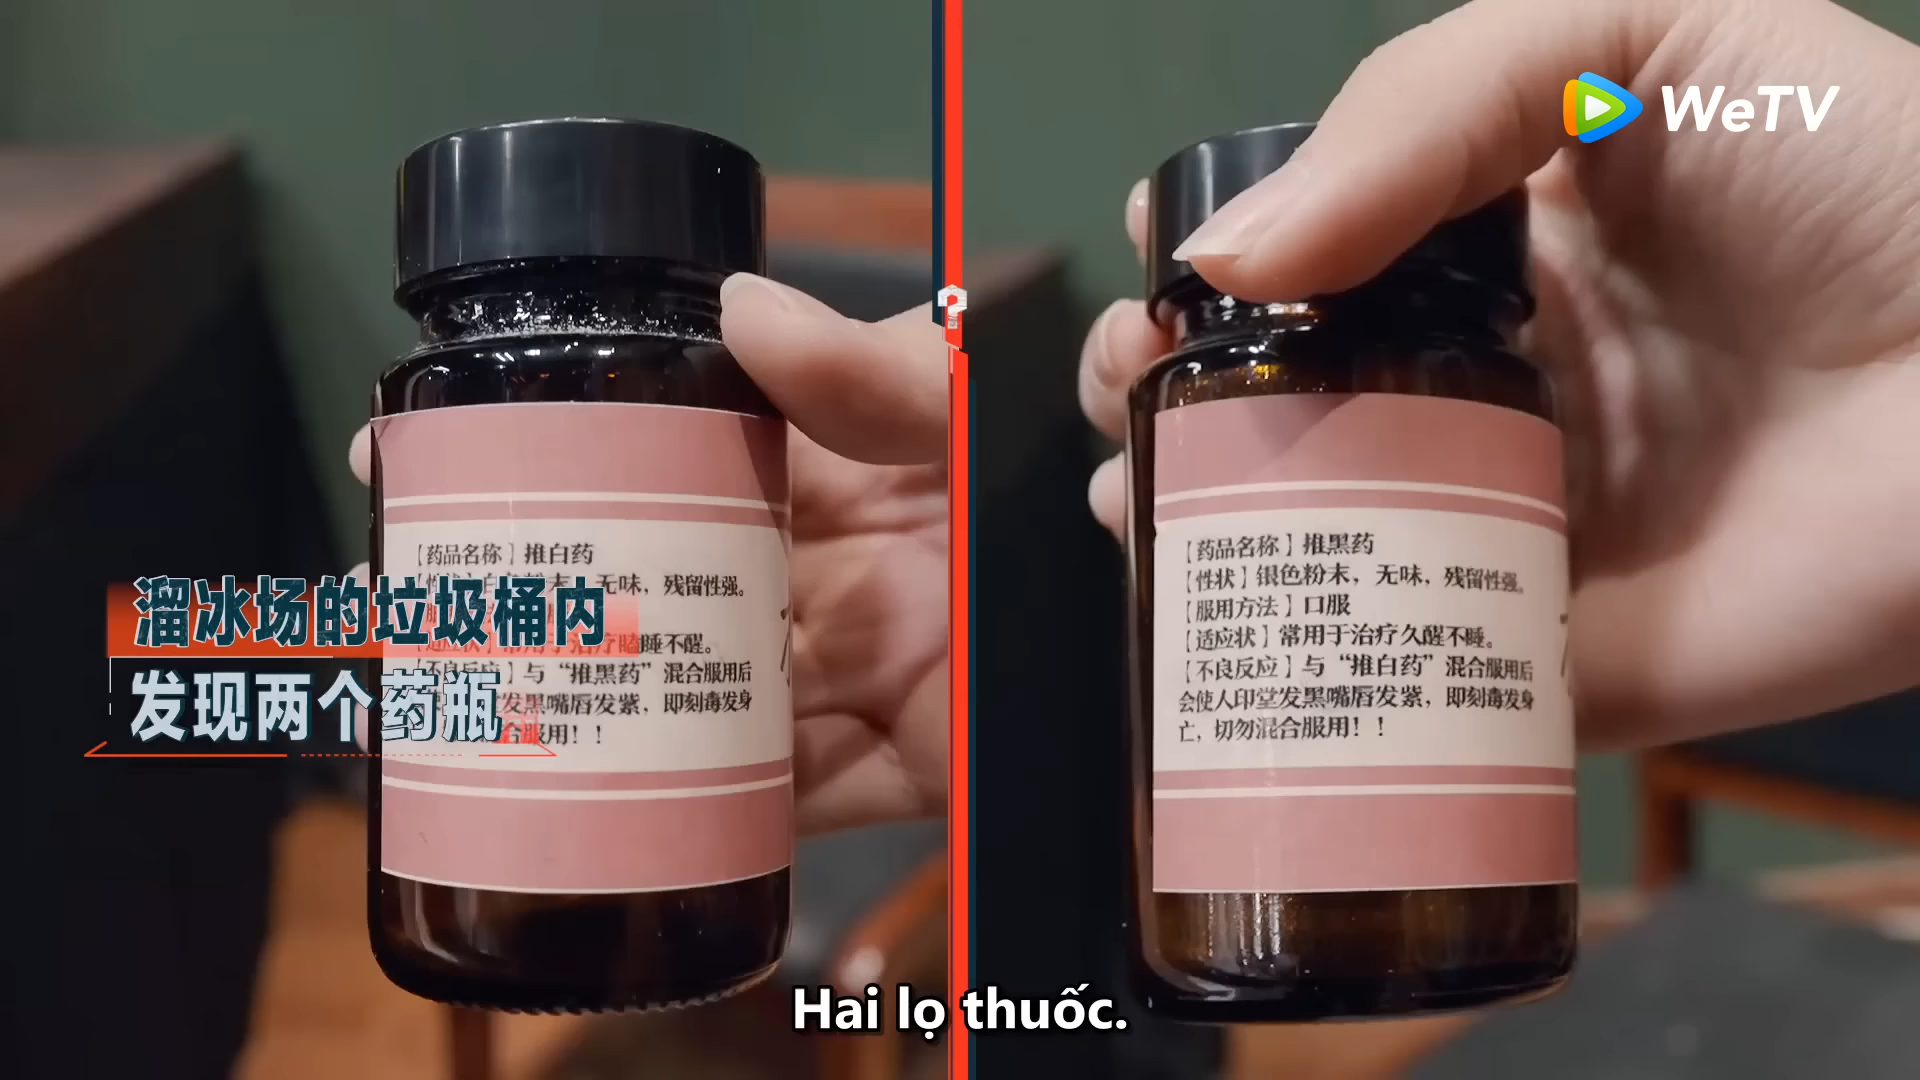 WeTV
【药品名称】推白药
无味，残留性强。
睡不醒。
【不良反应】与“推黑药”混合服用后
发黑嘴唇发紫，即刻毒发身
合服用！！
溜冰场的垃圾桶内
发现两个药瓶
【药品名称】推黑药
【性状】银色粉末，无味，残留性强。
【服用方法】口服
【适应状】常用于治疗久醒不睡。
【不良反应】与“推白药”混合服用后
会使人印堂发黑嘴唇发紫，即刻毒发身
亡，切勿混合服用！！
Hai lọ thuốc.